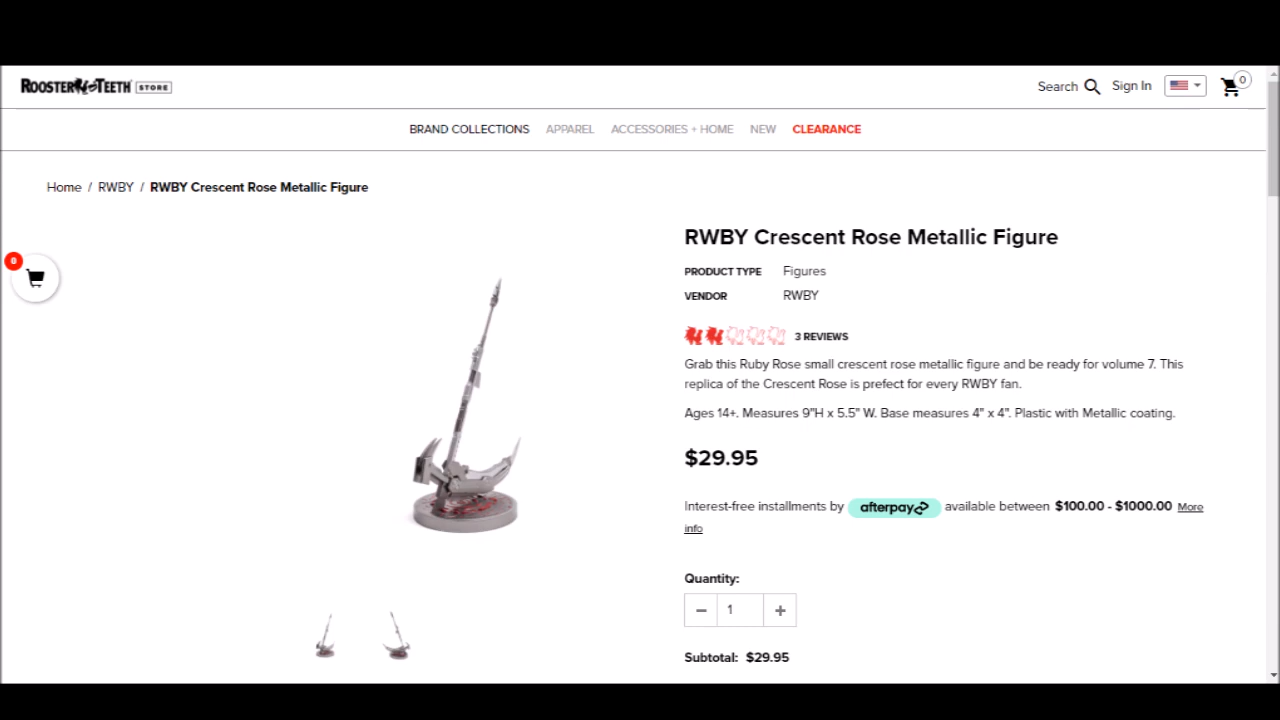 ROOSTER TEETH STORE
Search Sign In 0
BRAND COLLECTIONS APPAREL ACCESSORIES + HOME NEW CLEARANCE
Home / RWBY / RWBY Crescent Rose Metallic Figure
0
RWBY Crescent Rose Metallic Figure
PRODUCT TYPE Figures
VENDOR RWBY
3 REVIEWS
Grab this Ruby Rose small crescent rose metallic figure and be ready for volume 7. This
replica of the Crescent Rose is prefect for every RWBY fan.
Ages 14+. Measures 9"H x 5.5" W. Base measures 4" x 4". Plastic with Metallic coating.
$29.95
Interest-free installments by afterpay available between $100.00 - $1000.00 More
info
Quantity:
− 1 +
Subtotal: $29.95